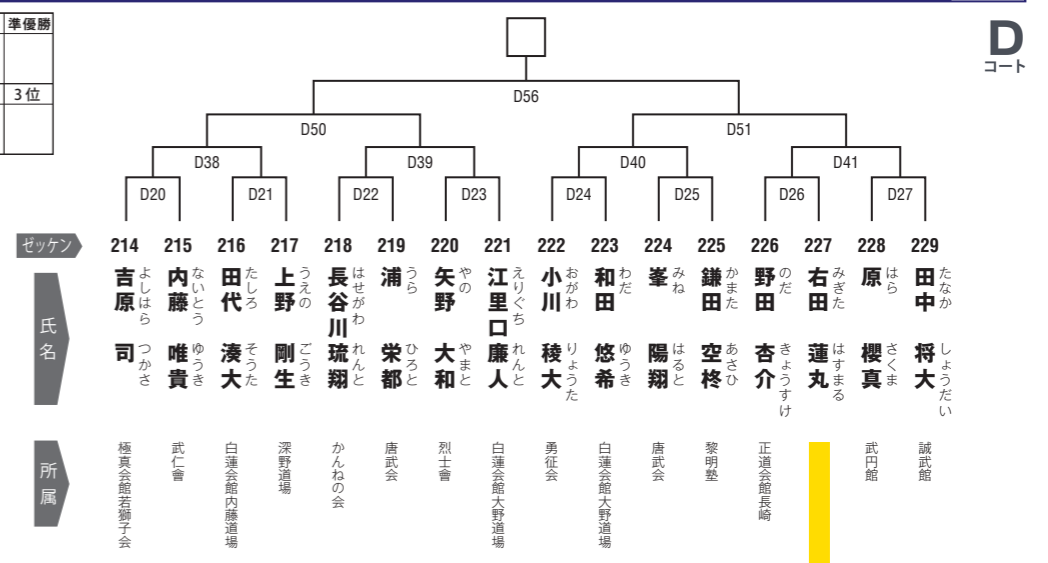 準優勝
3位
D
コート
D56
D50
D51
D38
D39
D40
D41
D20
D21
D22
D23
D24
D25
D26
D27
ゼッケン
214
215
216
217
218
219
220
221
222
223
224
225
226
227
228
229
氏名
吉原 司
よしはら つかさ
内藤 唯貴
ないとう ゆうき
田代 湊大
たしろ そうた
上野 剛生
うえの ごうき
長谷川 琉翔
はせがわ れんと
浦 栄都
うら ひろと
矢野 大和
やの やまと
江里口 廉人
えりぐち れんと
小川 稜大
おがわ りょうた
和田 悠希
わだ ゆうき
峯 陽翔
みね はると
鎌田 空柊
かまた あさひ
野田 杏介
のだ きょうすけ
右田 蓮丸
みぎた はすまる
原 櫻真
はら さくま
田中 将大
たなか しょうだい
所属
極真会館若獅子会
武仁會
白蓮会館内藤道場
深野道場
かんねの会
唐武会
烈士會
白蓮会館大野道場
勇征会
白蓮会館大野道場
唐武会
黎明塾
正道会館長崎
武円館
誠武館